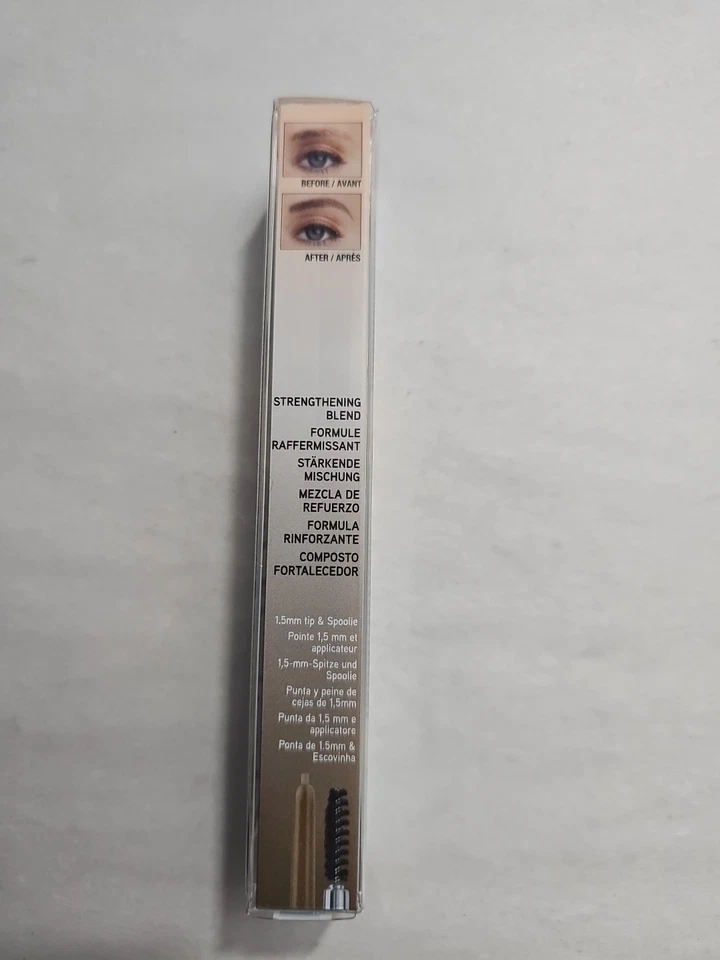 BEFORE / AVANT
AFTER / APRÈS
STRENGTHENING
BLEND
FORMULE
RAFFERMISSANT
STÄRKENDE
MISCHUNG
MEZCLA DE
REFUERZO
FORMULA
RINFORZANTE
COMPOSTO
FORTALECEDOR
1.5mm tip & Spoolie
Pointe 1,5 mm et
applicateur
1,5-mm-Spitze und
Spoolie
Punta y peine de
cejas de 1,5mm
Punta da 1,5 mm e
applicatore
Ponta de 1.5mm &
Escovinha